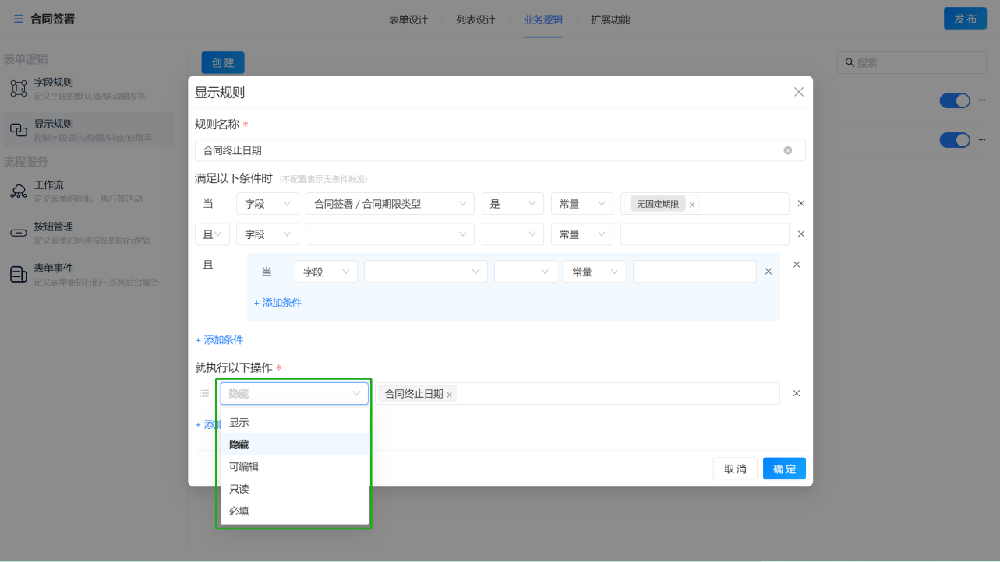 合同签署
表单设计 列表设计 业务逻辑 扩展功能
发布
表单逻辑
创建
搜索
字段规则
定义字段的默认值/联动触发等
显示规则
控制字段显示/隐藏/只读/必填等
流程服务
工作流
定义表单的审批、执行等活动
按钮管理
定义表单和列表按钮的执行逻辑
表单事件
定义表单要执行的一系列后台服务
显示规则
规则名称 *
合同终止日期
满足以下条件时 (不配置表示无条件触发)
当 字段 合同签署 / 合同期限类型 是 常量 无固定期限 x
且 字段 常量
且
当 字段 常量
+ 添加条件
+ 添加条件
就执行以下操作 *
隐藏 合同终止日期 x
+ 添加
显示
隐藏
可编辑
只读
必填
取消 确定